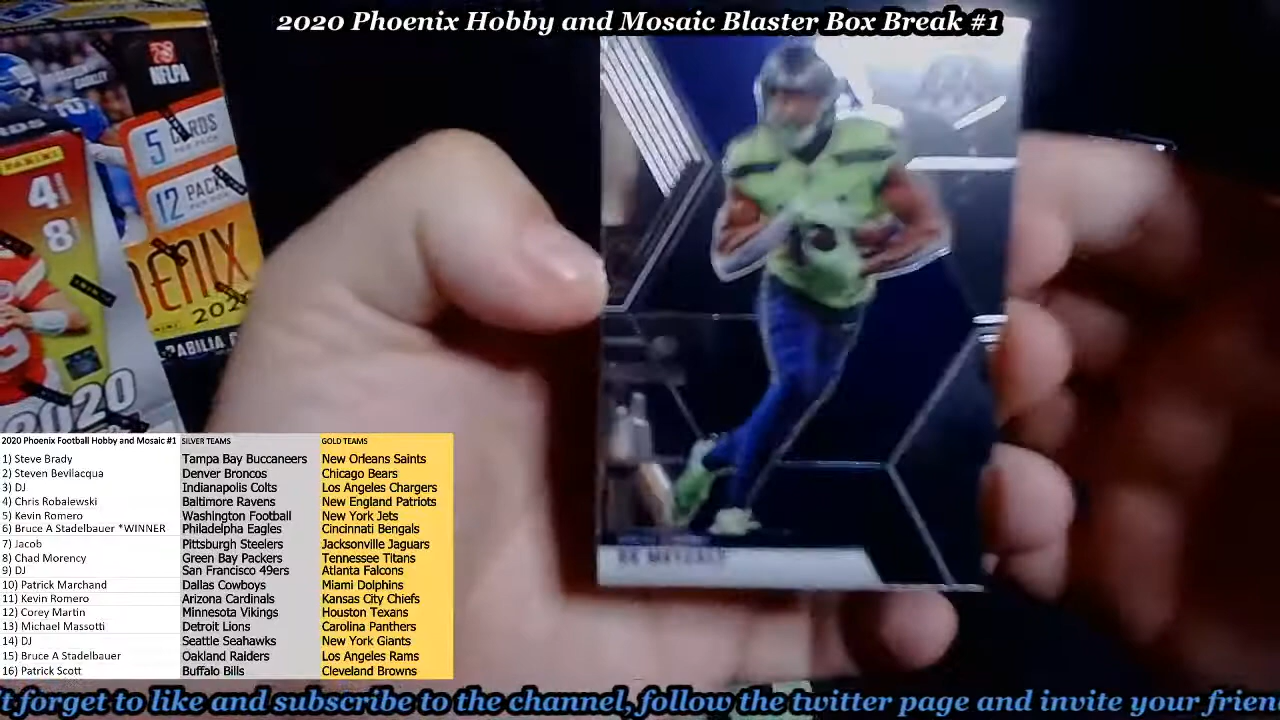 2020 Phoenix Hobby and Mosaic Blaster Box Break #1
NFLPA
5 CARDS
PER PACK
12 PACKS
PANINI
4
8
2020
2020 Phoenix Football Hobby and Mosaic #1 SILVER TEAMS GOLD TEAMS
1) Steve Brady Tampa Bay Buccaneers New Orleans Saints
2) Steven Bevilacqua Denver Broncos Chicago Bears
3) DJ Indianapolis Colts Los Angeles Chargers
4) Chris Robalewski Baltimore Ravens New England Patriots
5) Kevin Romero Washington Football New York Jets
6) Bruce A Stadelbauer *WINNER Philadelpha Eagles Cincinnati Bengals
7) Jacob Pittsburgh Steelers Jacksonville Jaguars
8) Chad Morency Green Bay Packers Tennessee Titans
9) DJ San Francisco 49ers Atlanta Falcons
10) Patrick Marchand Dallas Cowboys Miami Dolphins
11) Kevin Romero Arizona Cardinals Kansas City Chiefs
12) Corey Martin Minnesota Vikings Houston Texans
13) Michael Massotti Detroit Lions Carolina Panthers
14) DJ Seattle Seahawks New York Giants
15) Bruce A Stadelbauer Oakland Raiders Los Angeles Rams
16) Patrick Scott Buffalo Bills Cleveland Browns
DK METCALF
't forget to like and subscribe to the channel, follow the twitter page and invite your frien